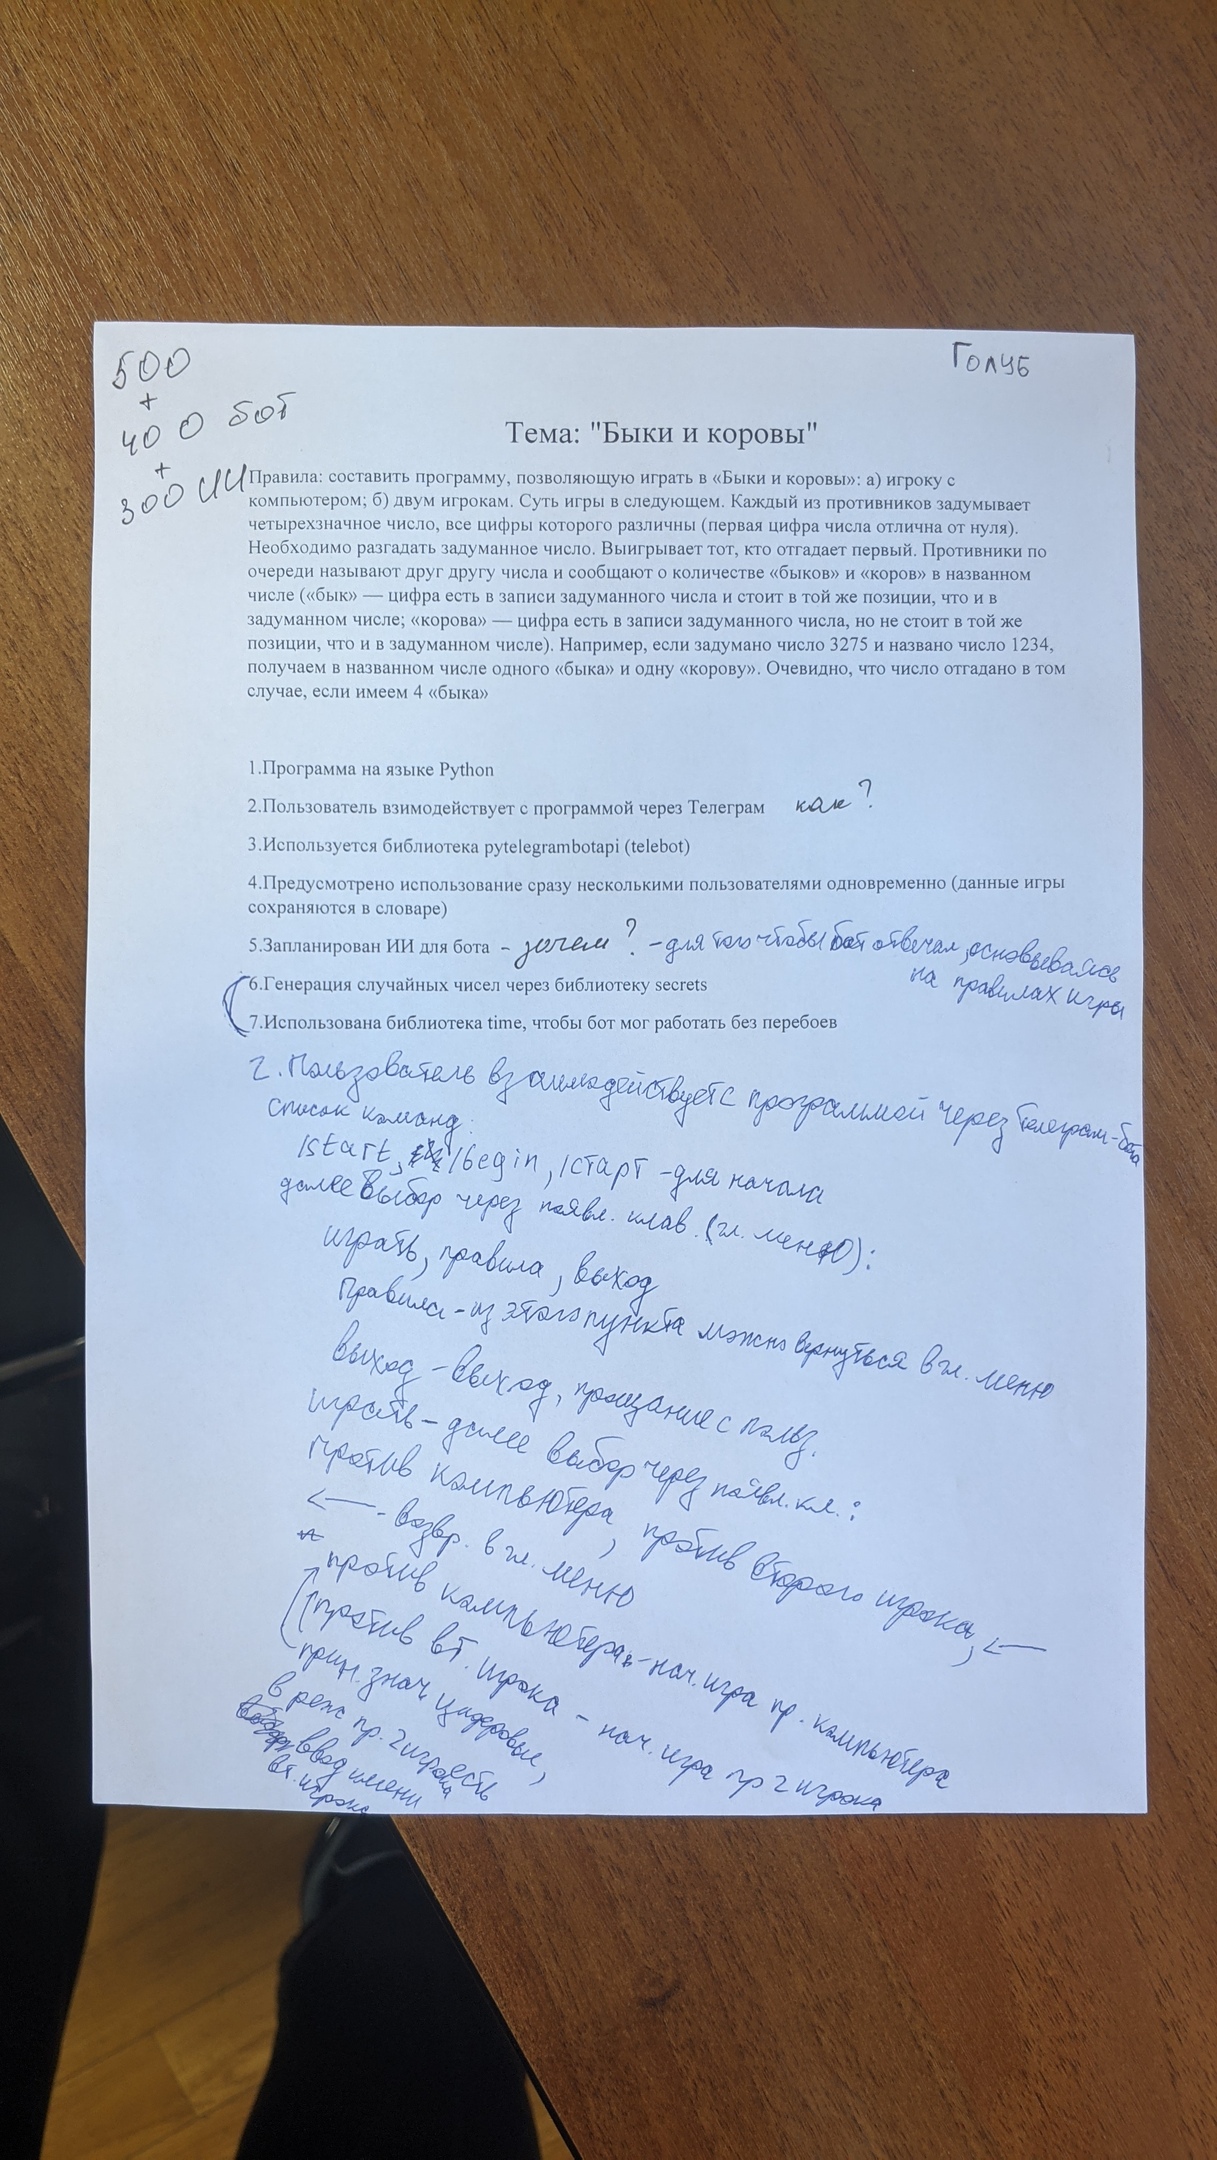 500
+
400 бот
+
300 ИИ
Голуб
Тема: "Быки и коровы"
Правила: составить программу, позволяющую играть в «Быки и коровы»: а) игроку с
компьютером; б) двум игрокам. Суть игры в следующем. Каждый из противников задумывает
четырехзначное число, все цифры которого различны (первая цифра числа отлична от нуля).
Необходимо разгадать задуманное число. Выигрывает тот, кто отгадает первый. Противники по
очереди называют друг другу числа и сообщают о количестве «быков» и «коров» в названном
числе («бык» — цифра есть в записи задуманного числа и стоит в той же позиции, что и в
задуманном числе; «корова» — цифра есть в записи задуманного числа, но не стоит в той же
позиции, что и в задуманном числе). Например, если задумано число 3275 и названо число 1234,
получаем в названном числе одного «быка» и одну «корову». Очевидно, что число отгадано в том
случае, если имеем 4 «быка»
1.Программа на языке Python
2.Пользователь взимодействует с программой через Телеграм как?
3.Используется библиотека pytelegrambotapi (telebot)
4.Предусмотрено использование сразу несколькими пользователями одновременно (данные игры
сохраняются в словаре)
5.Запланирован ИИ для бота - зачем? - для того чтобы бот отвечал, основываясь
на правилах игры
6.Генерация случайных чисел через библиотеку secrets
7.Использована библиотека time, чтобы бот мог работать без перебоев
2. Пользователь взаимодействует с программой через телеграм-бота
Список команд:
/start, /begin, /старт - для начала
далее выбор через появл. клав. (гл. меню):
играть, правила, выход
Правила - из этого пункта можно вернуться в гл. меню
выход - выход, прощание с польз.
играть - далее выбор через появл. кл.:
против компьютера, против второго игрока, ←
← - возвр. в гл. меню
против компьютера - нач. игра пр. компьютера
против вт. игрока - нач. игра пр 2 игрока
прин. знач. цифровые,
в реж пр. 2 игрока есть
ввод имени
вт. игрока